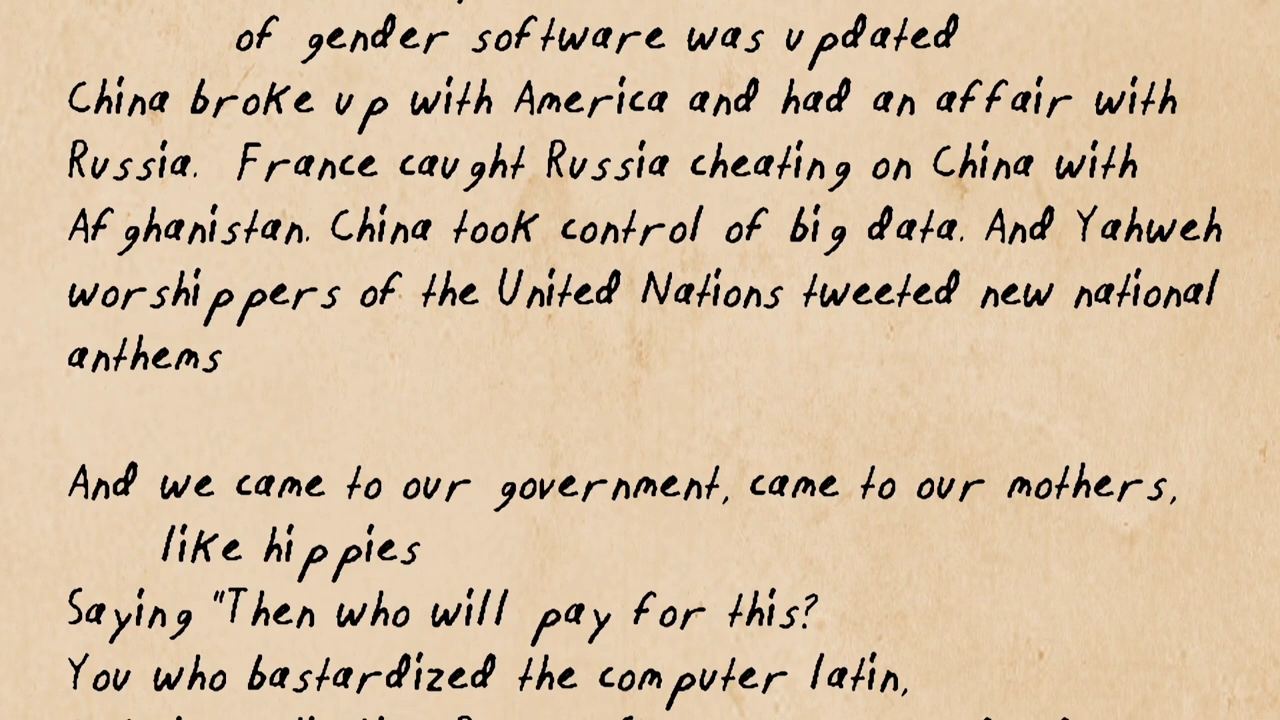 of gender software was updated
China broke up with America and had an affair with
Russia. France caught Russia cheating on China with
Afghanistan. China took control of big data. And Yahweh
worshippers of the United Nations tweeted new national
anthems
And we came to our government, came to our mothers,
like hippies
Saying "Then who will pay for this?
You who bastardized the computer latin,